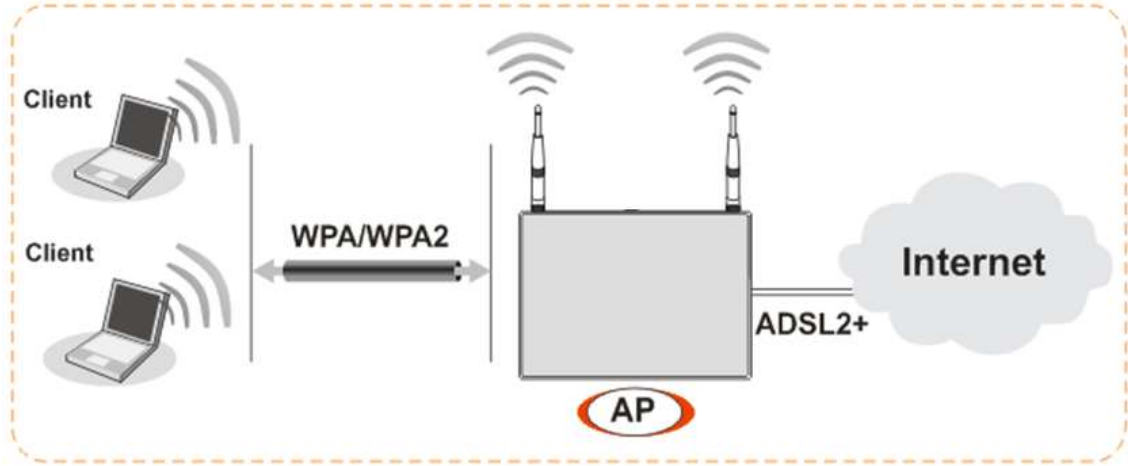 Client
Client
WPA/WPA2
AP
ADSL2+
Internet